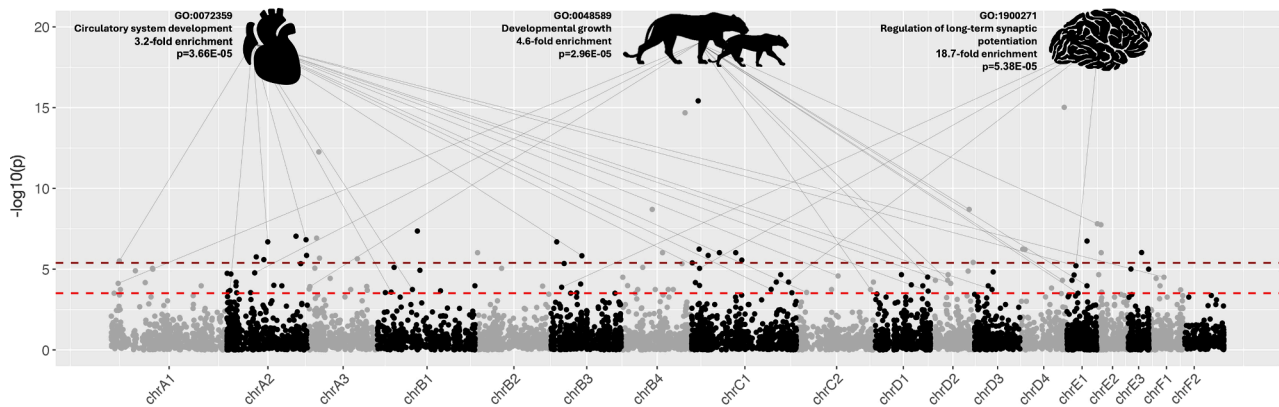 GO:0072359
Circulatory system development
3.2-fold enrichment
p=3.66E-05
GO:0048589
Developmental growth
4.6-fold enrichment
p=2.96E-05
GO:1900271
Regulation of long-term synaptic
potentiation
18.7-fold enrichment
p=5.38E-05
-log10(p)
20
15
10
5
0
chrA1
chrA2
chrA3
chrB1
chrB2
chrB3
chrB4
chrC1
chrC2
chrD1
chrD2
chrD3
chrD4
chrE1
chrE2
chrE3
chrF1
chrF2